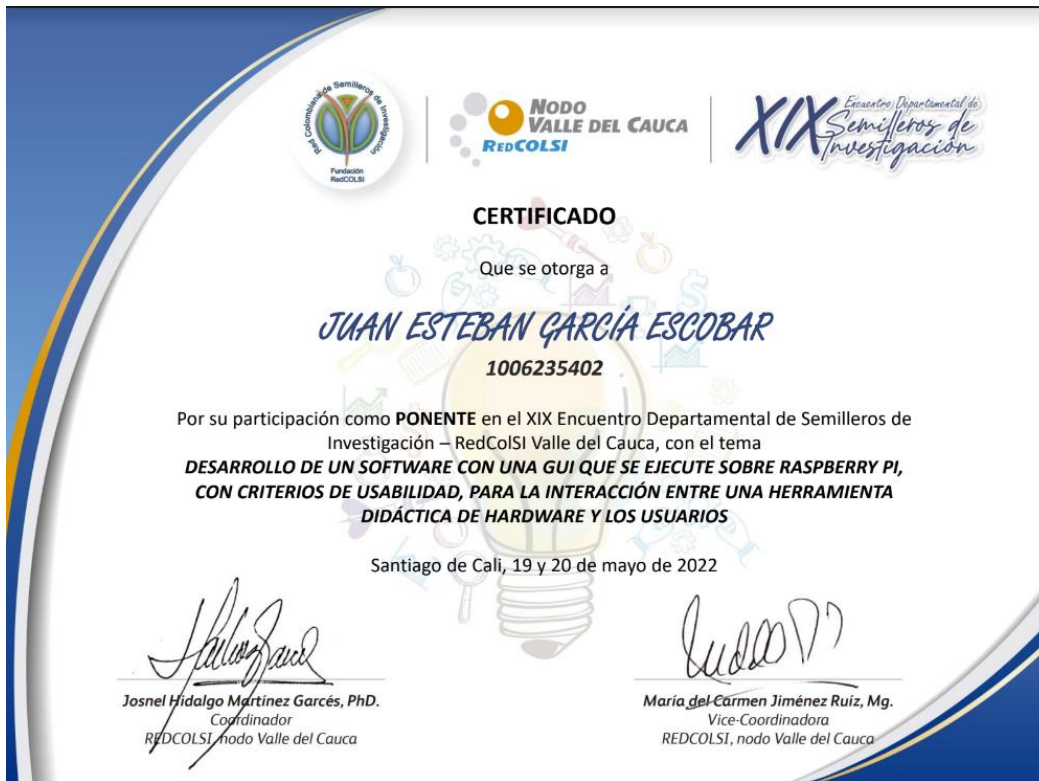 Red Colombiana de Semilleros de Investigación
Fundación
RedCOLSI
NODO
VALLE DEL CAUCA
REDCOLSI
XIX Encuentro Departamental de
Semilleros de
Investigación
CERTIFICADO
Que se otorga a
JUAN ESTEBAN GARCÍA ESCOBAR
1006235402
Por su participación como PONENTE en el XIX Encuentro Departamental de Semilleros de
Investigación – RedColSI Valle del Cauca, con el tema
DESARROLLO DE UN SOFTWARE CON UNA GUI QUE SE EJECUTE SOBRE RASPBERRY PI,
CON CRITERIOS DE USABILIDAD, PARA LA INTERACCIÓN ENTRE UNA HERRAMIENTA
DIDÁCTICA DE HARDWARE Y LOS USUARIOS
Santiago de Cali, 19 y 20 de mayo de 2022
Josnel Hidalgo Martínez Garcés, PhD.
Coordinador
REDCOLSI, nodo Valle del Cauca
María del Carmen Jiménez Ruíz, Mg.
Vice-Coordinadora
REDCOLSI, nodo Valle del Cauca